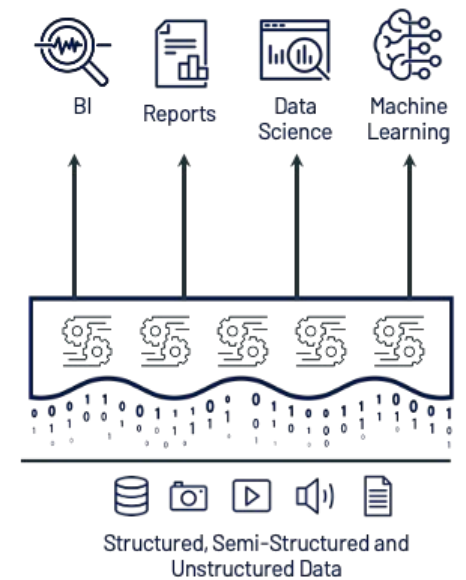 BI
Reports
Data
Science
Machine
Learning
Structured, Semi-Structured and
Unstructured Data